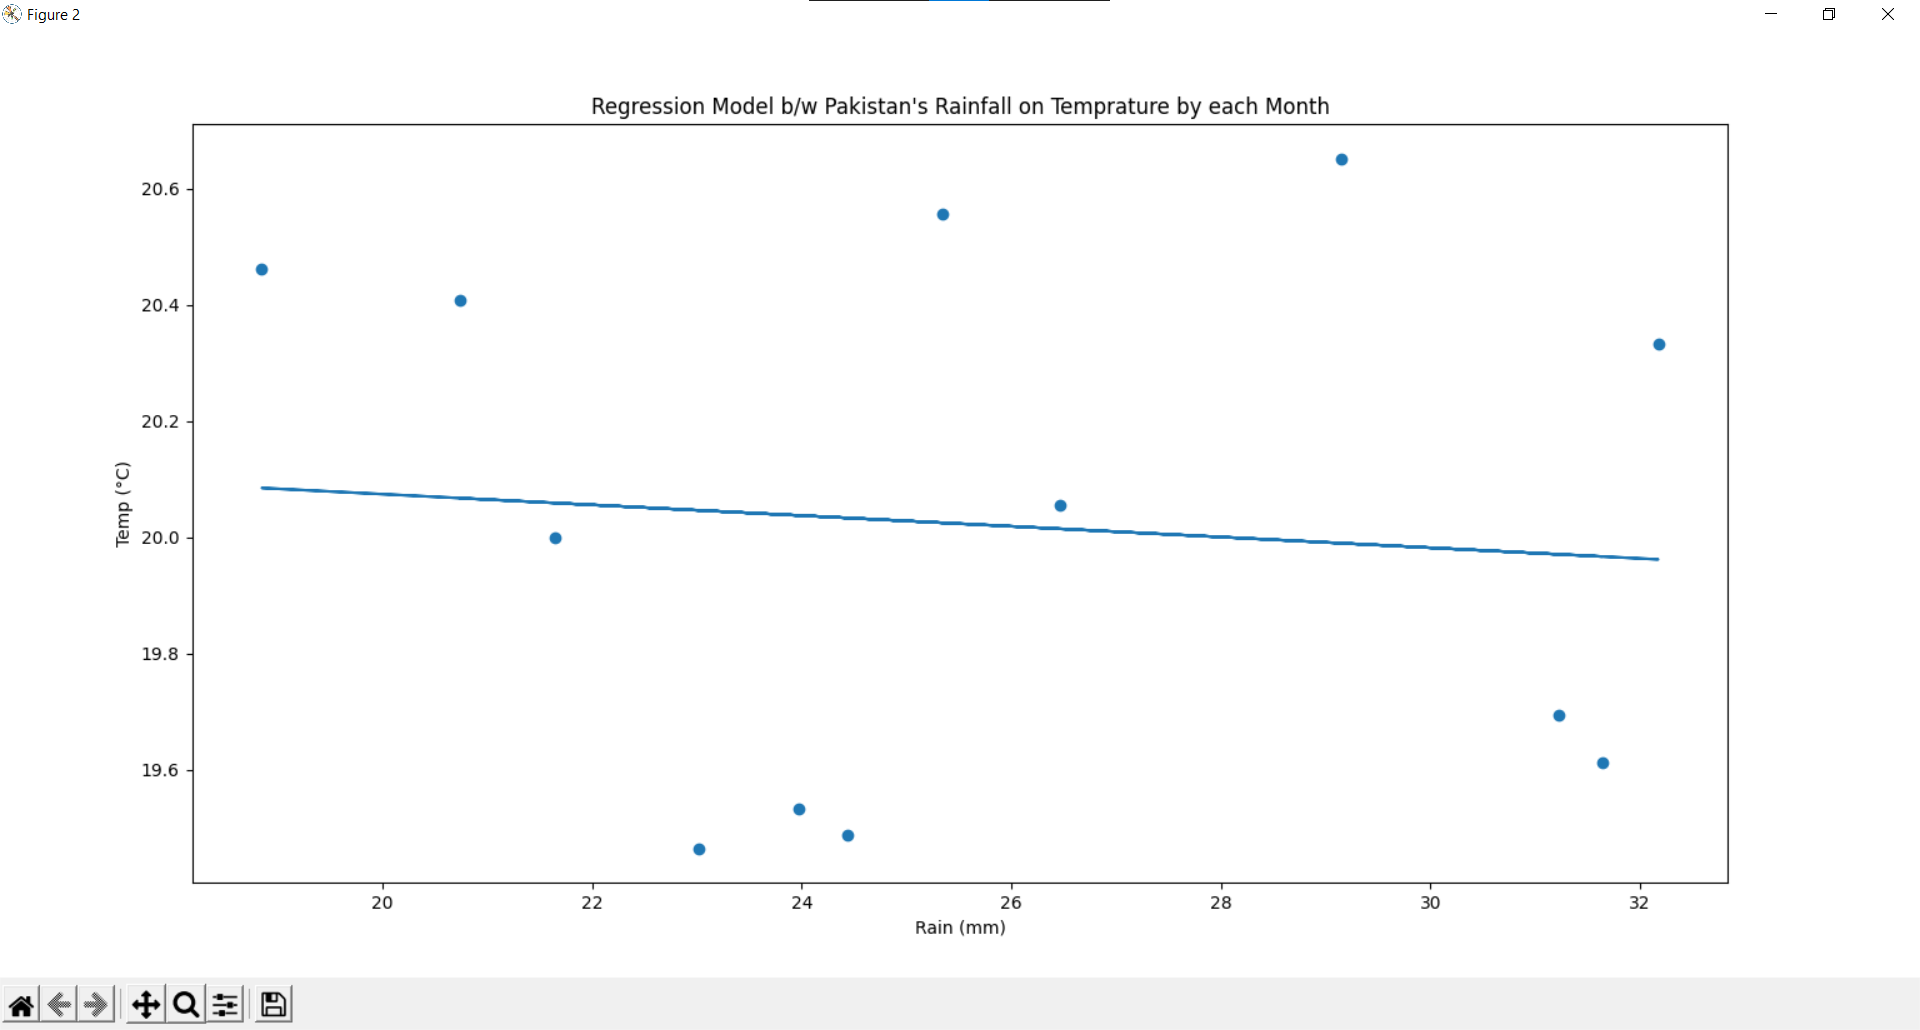 Figure 2
Regression Model b/w Pakistan's Rainfall on Temprature by each Month
20.6
20.4
20.2
20.0
19.8
19.6
Temp (°C)
20 22 24 26 28 30 32
Rain (mm)